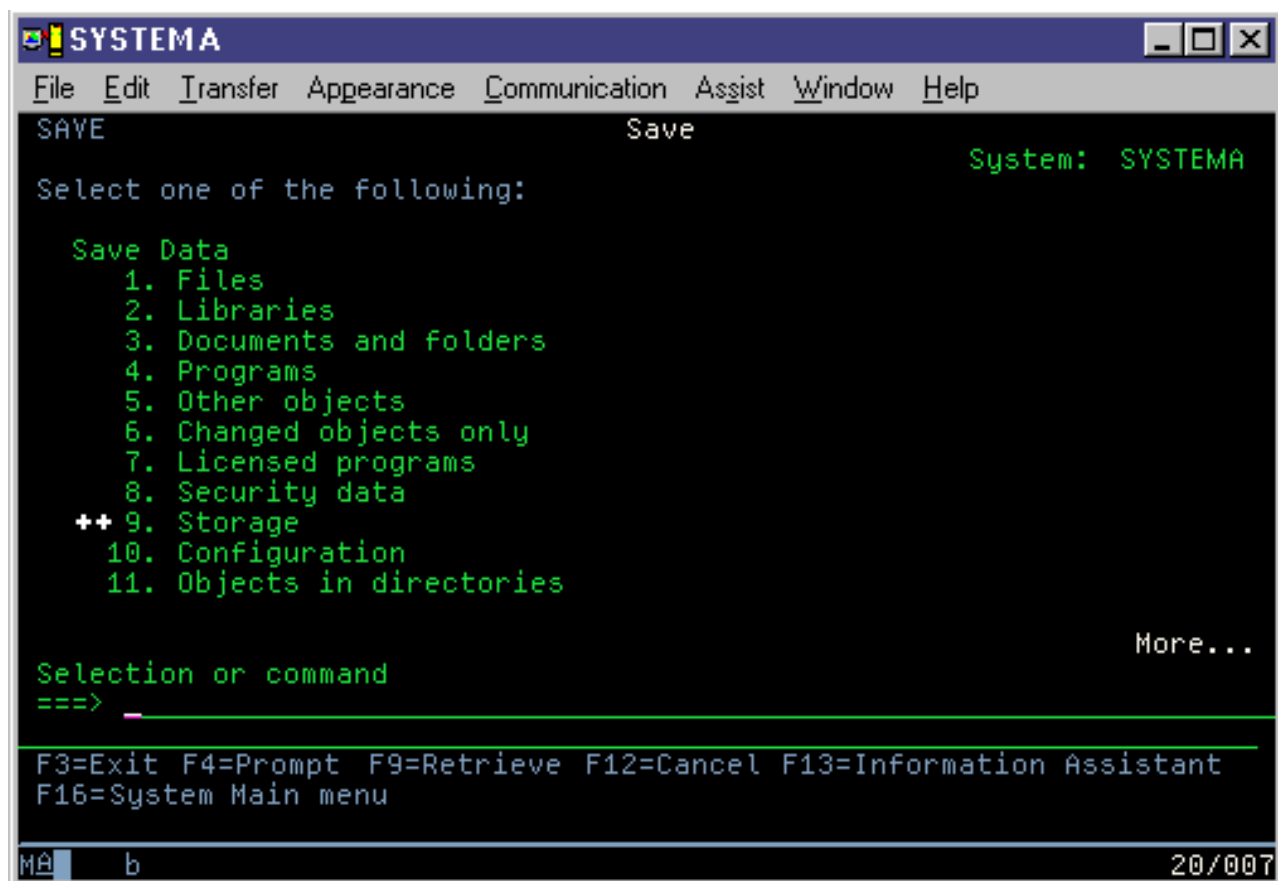 SYSTEMA
File Edit Transfer Appearance Communication Assist Window Help
SAVE Save
System: SYSTEMA
Select one of the following:
Save Data
1. Files
2. Libraries
3. Documents and folders
4. Programs
5. Other objects
6. Changed objects only
7. Licensed programs
8. Security data
++ 9. Storage
10. Configuration
11. Objects in directories
More...
Selection or command
===>
F3=Exit F4=Prompt F9=Retrieve F12=Cancel F13=Information Assistant
F16=System Main menu
MA b 20/007